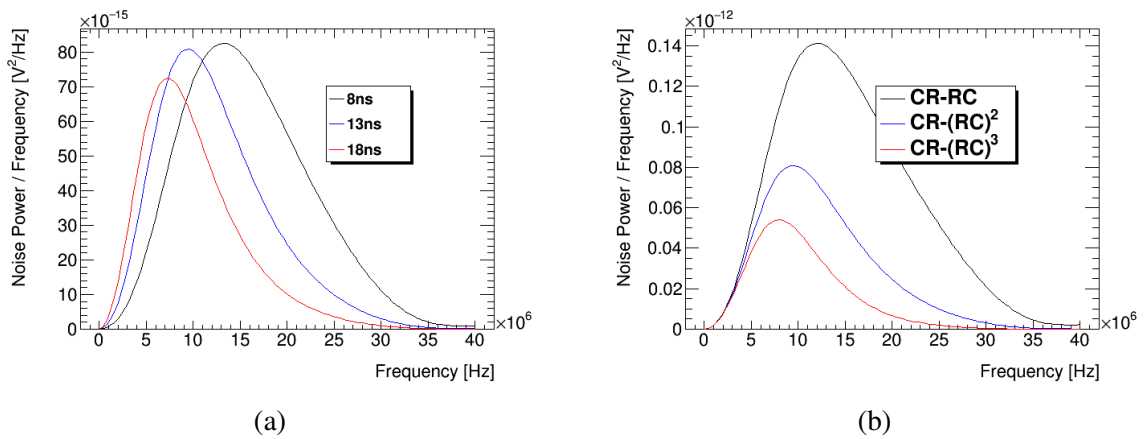 ×10⁻¹⁵
Noise Power / Frequency [V²/Hz]
80
70
60
50
40
30
20
10
0
8ns
13ns
18ns
0 5 10 15 20 25 30 35 40
×10⁶
Frequency [Hz]
(a)
×10⁻¹²
Noise Power / Frequency [V²/Hz]
0.14
0.12
0.1
0.08
0.06
0.04
0.02
0
CR-RC
CR-(RC)²
CR-(RC)³
0 5 10 15 20 25 30 35 40
×10⁶
Frequency [Hz]
(b)